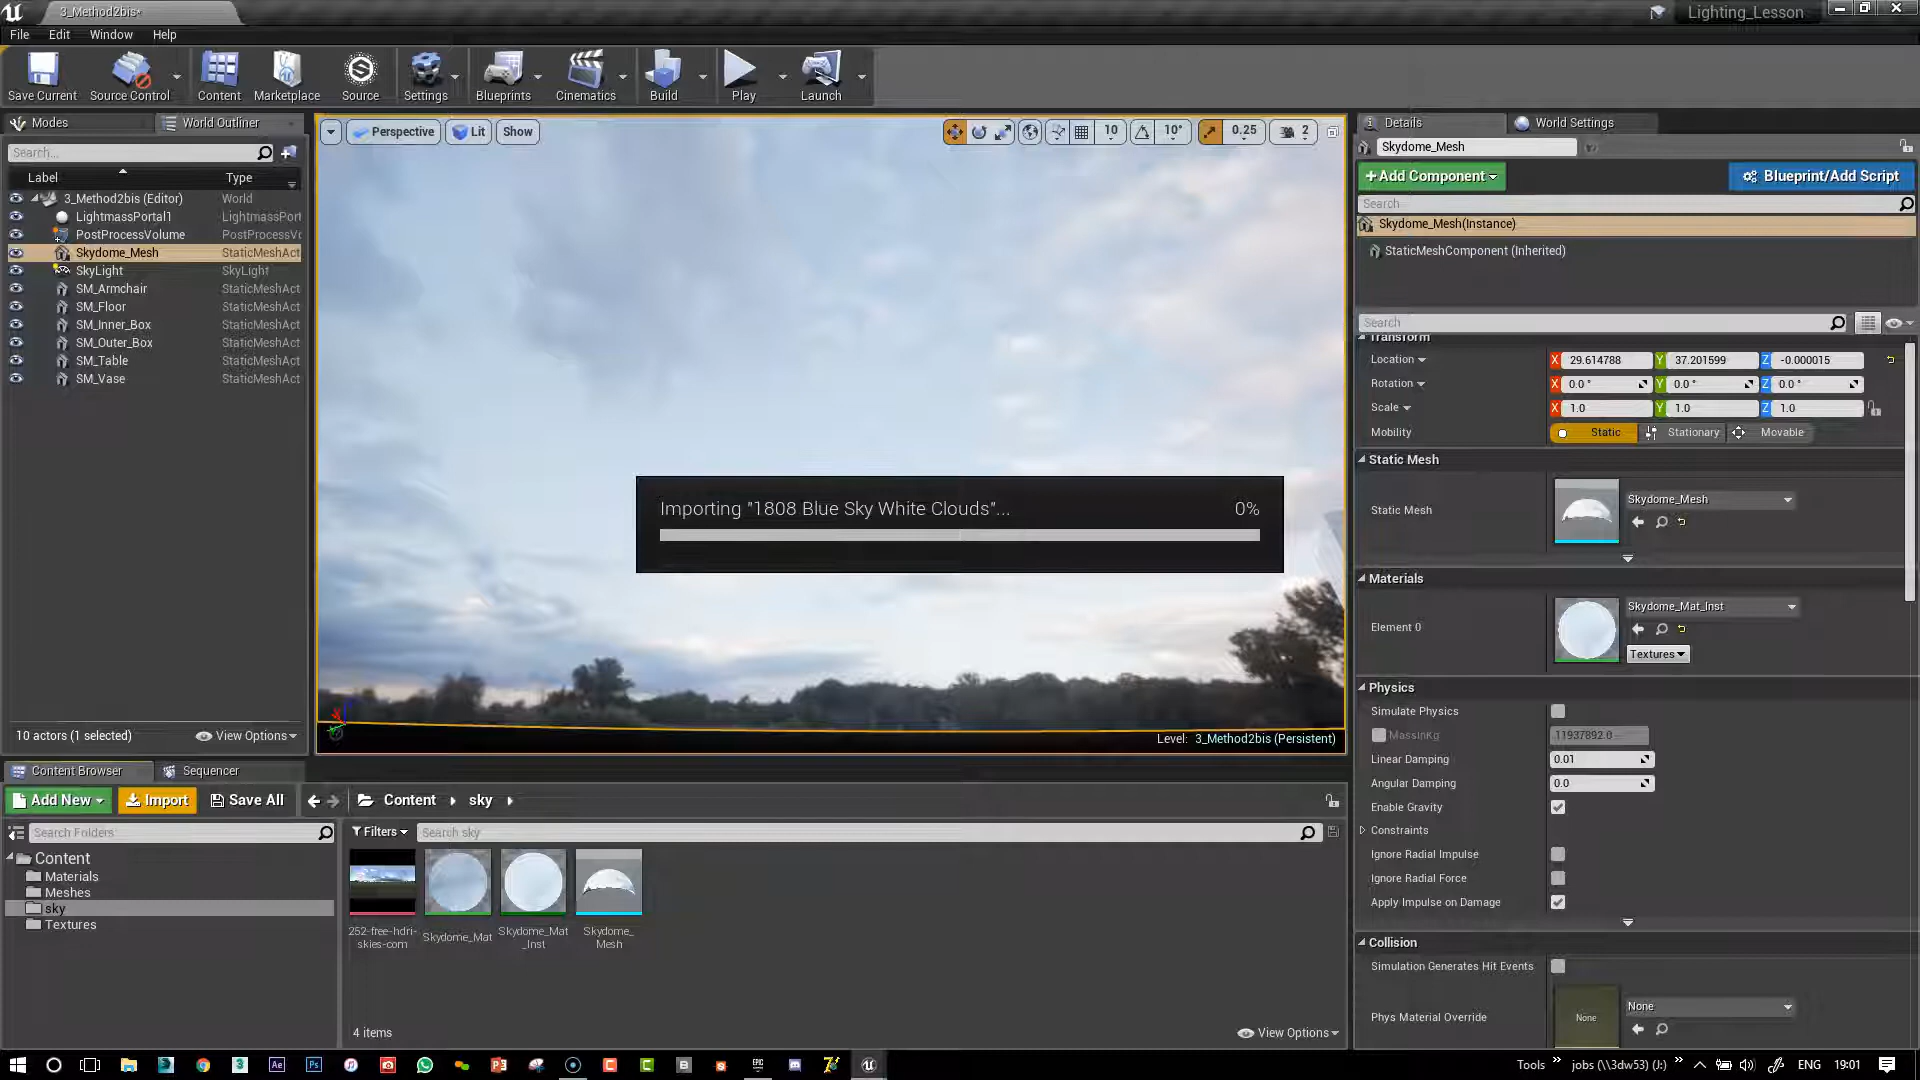 3_Method2bis*
Lighting_Lesson
File Edit Window Help
Save Current Source Control Content Marketplace Source Settings Blueprints Cinematics Build Play Launch
Modes World Outliner
Search...
Label Type
3_Method2bis (Editor) World
LightmassPortal1 LightmassPort
PostProcessVolume PostProcessVo
Skydome_Mesh StaticMeshAct
SkyLight SkyLight
SM_Armchair StaticMeshAct
SM_Floor StaticMeshAct
SM_Inner_Box StaticMeshAct
SM_Outer_Box StaticMeshAct
SM_Table StaticMeshAct
SM_Vase StaticMeshAct
10 actors (1 selected) View Options
Perspective Lit Show
10 10° 0.25 2
Importing "1808 Blue Sky White Clouds"... 0%
Level: 3_Method2bis (Persistent)
Details World Settings
Skydome_Mesh
+Add Component Blueprint/Add Script
Search
Skydome_Mesh(Instance)
StaticMeshComponent (Inherited)
Search
Transform
Location X 29.614788 Y 37.201599 Z -0.000015
Rotation X 0.0 ° Y 0.0 ° Z 0.0 °
Scale X 1.0 Y 1.0 Z 1.0
Mobility Static Stationary Movable
Static Mesh
Static Mesh Skydome_Mesh
Materials
Element 0 Skydome_Mat_Inst
Textures
Physics
Simulate Physics
MassInKg 11937892.0
Linear Damping 0.01
Angular Damping 0.0
Enable Gravity
Constraints
Ignore Radial Impulse
Ignore Radial Force
Apply Impulse on Damage
Collision
Simulation Generates Hit Events
Phys Material Override None None
Content Browser Sequencer
Add New Import Save All Content sky
Search Folders
Filters Search sky
Content
Materials
Meshes
sky
Textures
252-free-hdri-
skies-com
Skydome_Mat
Skydome_Mat
_Inst
Skydome_
Mesh
4 items View Options
Tools jobs (\\3dw53) (J:) ENG 19:01